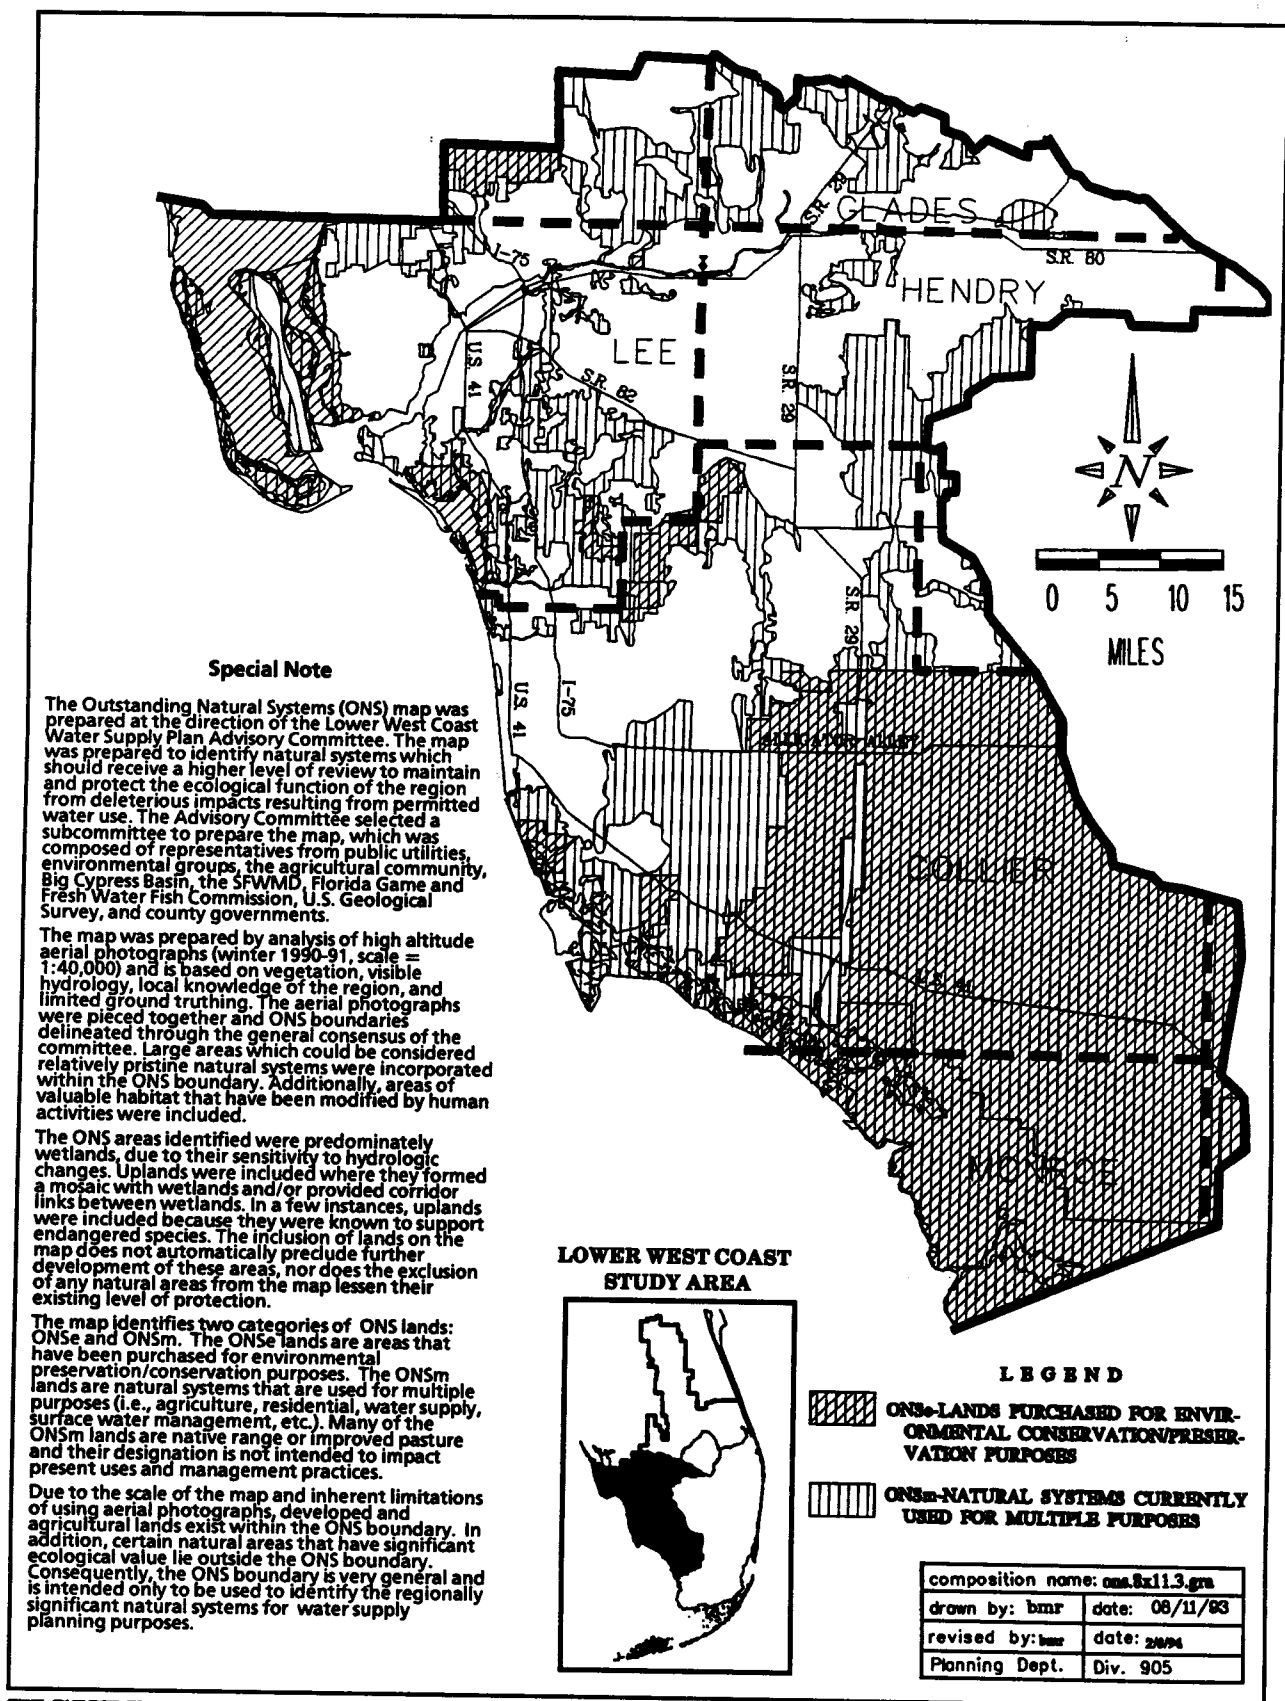 GLADES
S.R. 29
I-75
S.R. 80
HENDRY
LEE
U.S. 41
S.R. 82
S.R. 29
N
0 5 10 15
MILES
S.R. 29
U.S. 41
I-75
ALLIGATOR ALLEY
COLLIER
U.S. 41
MONROE
Special Note
The Outstanding Natural Systems (ONS) map was
prepared at the direction of the Lower West Coast
Water Supply Plan Advisory Committee. The map
was prepared to identify natural systems which
should receive a higher level of review to maintain
and protect the ecological function of the region
from deleterious impacts resulting from permitted
water use. The Advisory Committee selected a
subcommittee to prepare the map, which was
composed of representatives from public utilities,
environmental groups, the agricultural community,
Big Cypress Basin, the SFWMD, Florida Game and
Fresh Water Fish Commission, U.S. Geological
Survey, and county governments.
The map was prepared by analysis of high altitude
aerial photographs (winter 1990-91, scale =
1:40,000) and is based on vegetation, visible
hydrology, local knowledge of the region, and
limited ground truthing. The aerial photographs
were pieced together and ONS boundaries
delineated through the general consensus of the
committee. Large areas which could be considered
relatively pristine natural systems were incorporated
within the ONS boundary. Additionally, areas of
valuable habitat that have been modified by human
activities were included.
The ONS areas identified were predominately
wetlands, due to their sensitivity to hydrologic
changes. Uplands were included where they formed
a mosaic with wetlands and/or provided corridor
links between wetlands. In a few instances, uplands
were included because they were known to support
endangered species. The inclusion of lands on the
map does not automatically preclude further
development of these areas, nor does the exclusion
of any natural areas from the map lessen their
existing level of protection.
The map identifies two categories of ONS lands:
ONSe and ONSm. The ONSe lands are areas that
have been purchased for environmental
preservation/conservation purposes. The ONSm
lands are natural systems that are used for multiple
purposes (i.e., agriculture, residential, water supply,
surface water management, etc.). Many of the
ONSm lands are native range or improved pasture
and their designation is not intended to impact
present uses and management practices.
Due to the scale of the map and inherent limitations
of using aerial photographs, developed and
agricultural lands exist within the ONS boundary. In
addition, certain natural areas that have significant
ecological value lie outside the ONS boundary.
Consequently, the ONS boundary is very general and
is intended only to be used to identify the regionally
significant natural systems for water supply
planning purposes.
LOWER WEST COAST
STUDY AREA
LEGEND
ONSe-LANDS PURCHASED FOR ENVIR-
ONMENTAL CONSERVATION/PRESER-
VATION PURPOSES
ONSm-NATURAL SYSTEMS CURRENTLY
USED FOR MULTIPLE PURPOSES
composition name: ons.8x11.3.gra
drawn by: bmr date: 08/11/93
revised by: bmr date:
Planning Dept. Div. 905